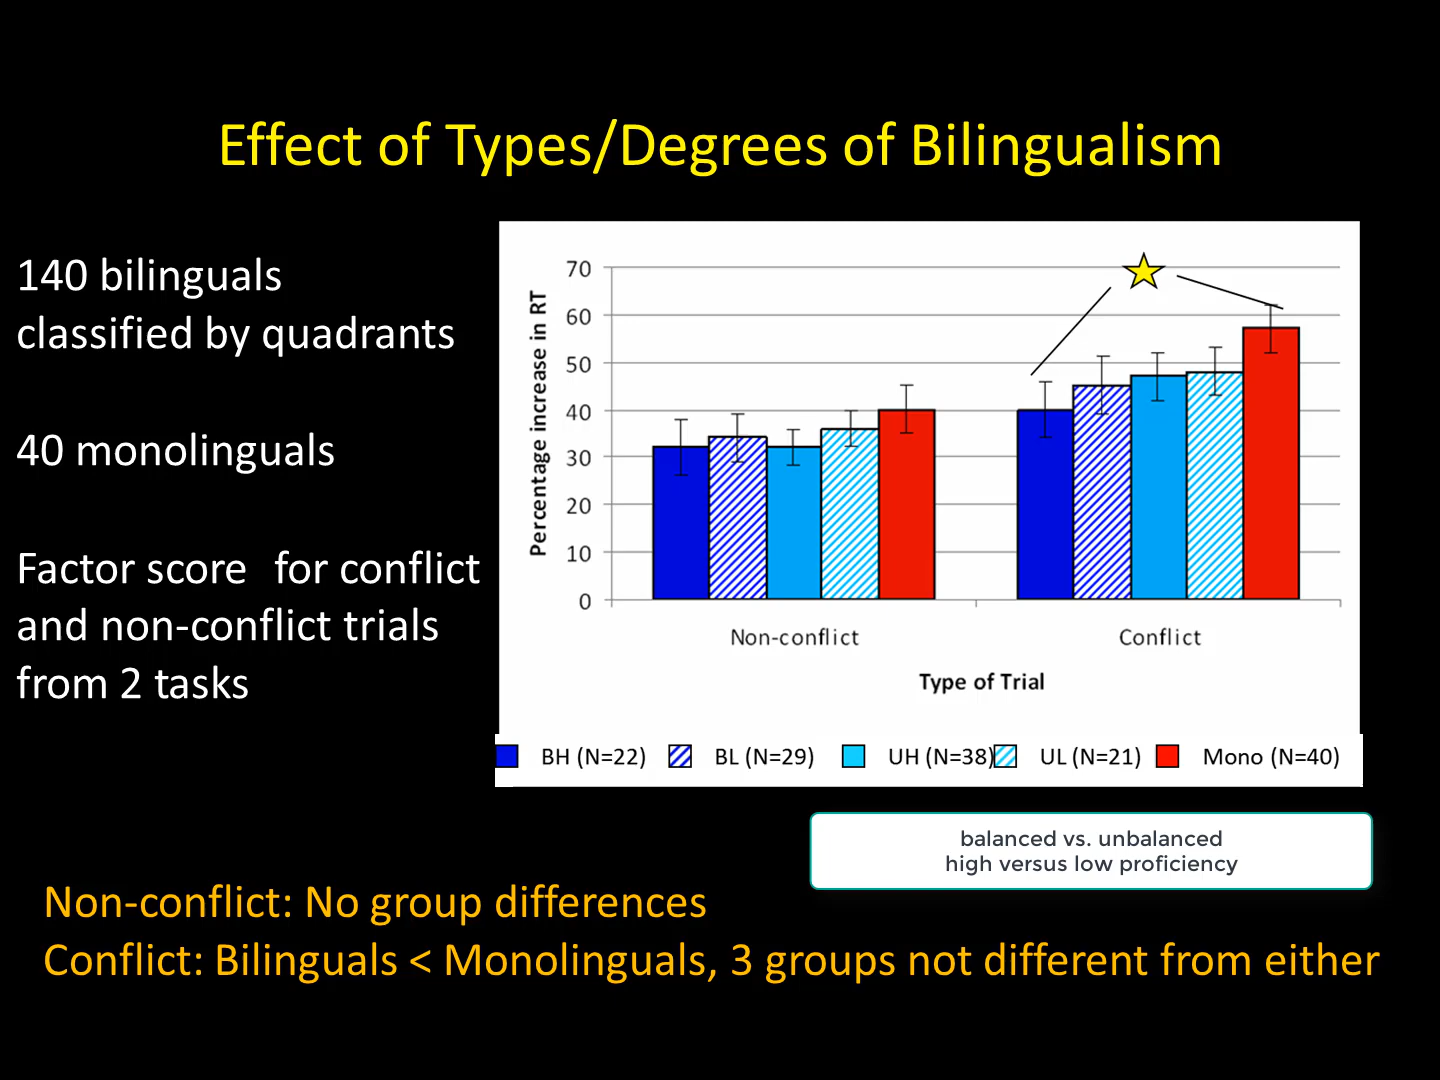 Effect of Types/Degrees of Bilingualism
140 bilinguals
classified by quadrants
40 monolinguals
Factor score for conflict
and non-conflict trials
from 2 tasks
Percentage increase in RT
70
60
50
40
30
20
10
0
Non-conflict
Conflict
Type of Trial
BH (N=22)
BL (N=29)
UH (N=38)
UL (N=21)
Mono (N=40)
balanced vs. unbalanced
high versus low proficiency
Non-conflict: No group differences
Conflict: Bilinguals < Monolinguals, 3 groups not different from either